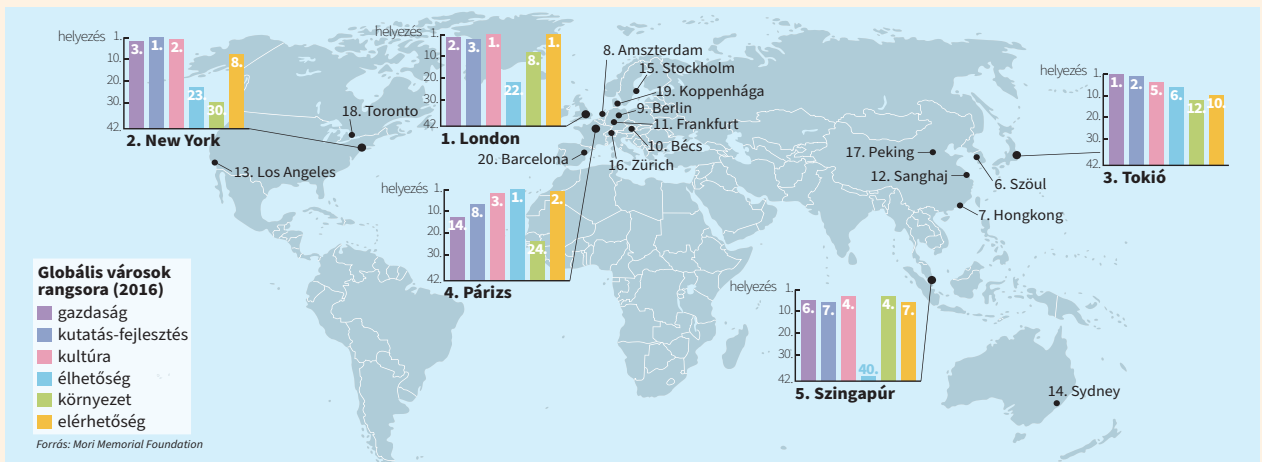 helyezés
1.
10.
20.
30.
42.
3.
1.
2.
23.
30
8.
2. New York
helyezés
1.
10.
20.
30.
42.
2.
3.
1.
22.
8.
1.
1. London
8. Amszterdam
15. Stockholm
19. Koppenhága
9. Berlin
11. Frankfurt
10. Bécs
16. Zürich
20. Barcelona
18. Toronto
13. Los Angeles
helyezés
1.
10.
20.
30.
42.
14.
8.
3.
1.
24.
2.
4. Párizs
1.
10.
20.
30.
42.
1.
2.
5.
6.
12.
10.
helyezés
3. Tokió
17. Peking
12. Sanghaj
6. Szöul
7. Hongkong
helyezés
1.
10.
20.
30.
42.
6.
7.
4.
40.
4.
7.
5. Szingapúr
14. Sydney
Globális városok
rangsora (2016)
gazdaság
kutatás-fejlesztés
kultúra
élhetőség
környezet
elérhetőség
Forrás: Mori Memorial Foundation